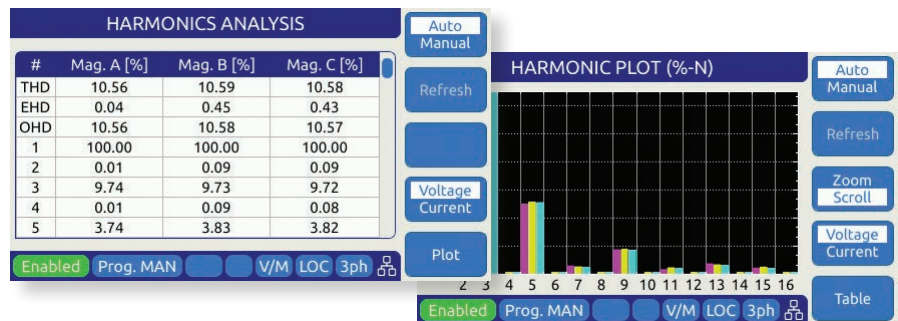 HARMONICS ANALYSIS
# Mag. A [%] Mag. B [%] Mag. C [%]
THD 10.56 10.59 10.58
EHD 0.04 0.45 0.43
OHD 10.56 10.58 10.57
1 100.00 100.00 100.00
2 0.01 0.09 0.09
3 9.74 9.73 9.72
4 0.01 0.09 0.08
5 3.74 3.83 3.82
Auto
Manual
Refresh
Voltage
Current
Plot
Enabled Prog. MAN V/M LOC 3ph
HARMONIC PLOT (%-N)
Auto
Manual
Refresh
Zoom
Scroll
Voltage
Current
Table
2 3 4 5 6 7 8 9 10 11 12 13 14 15 16
Enabled Prog. MAN V/M LOC 3ph